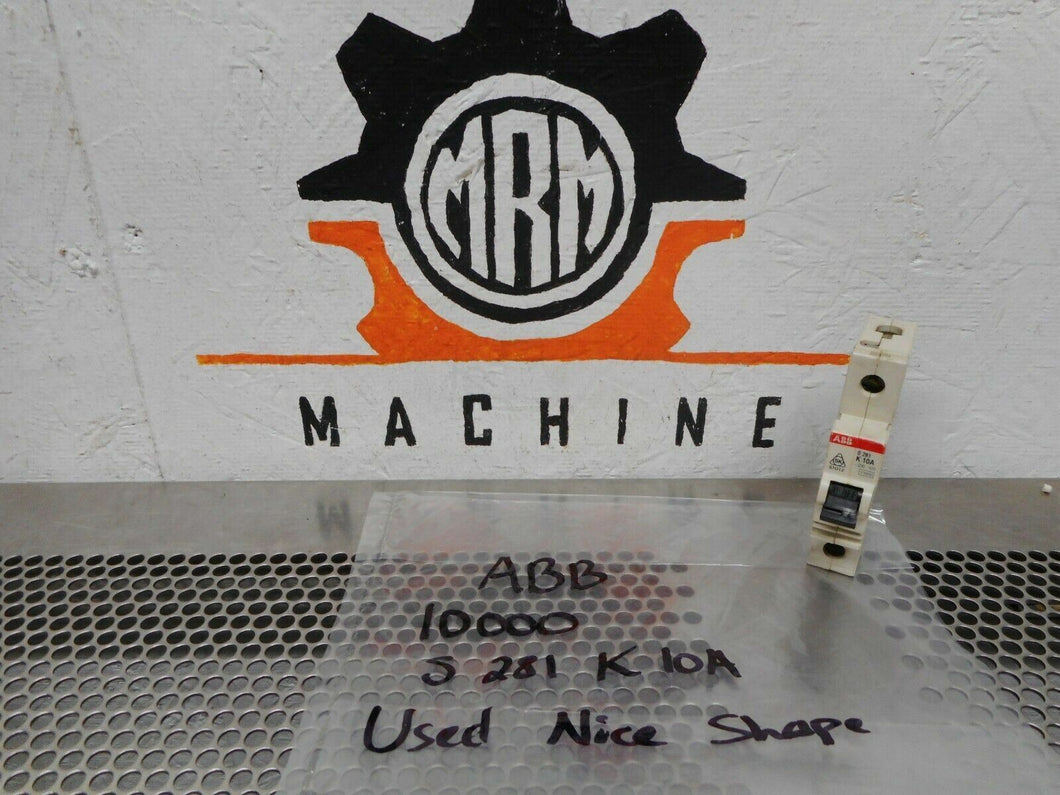 MRM
MACHINE
ABB
S 281
K 10A
ABB
10000
S 281 K 10A
Used Nice Shape